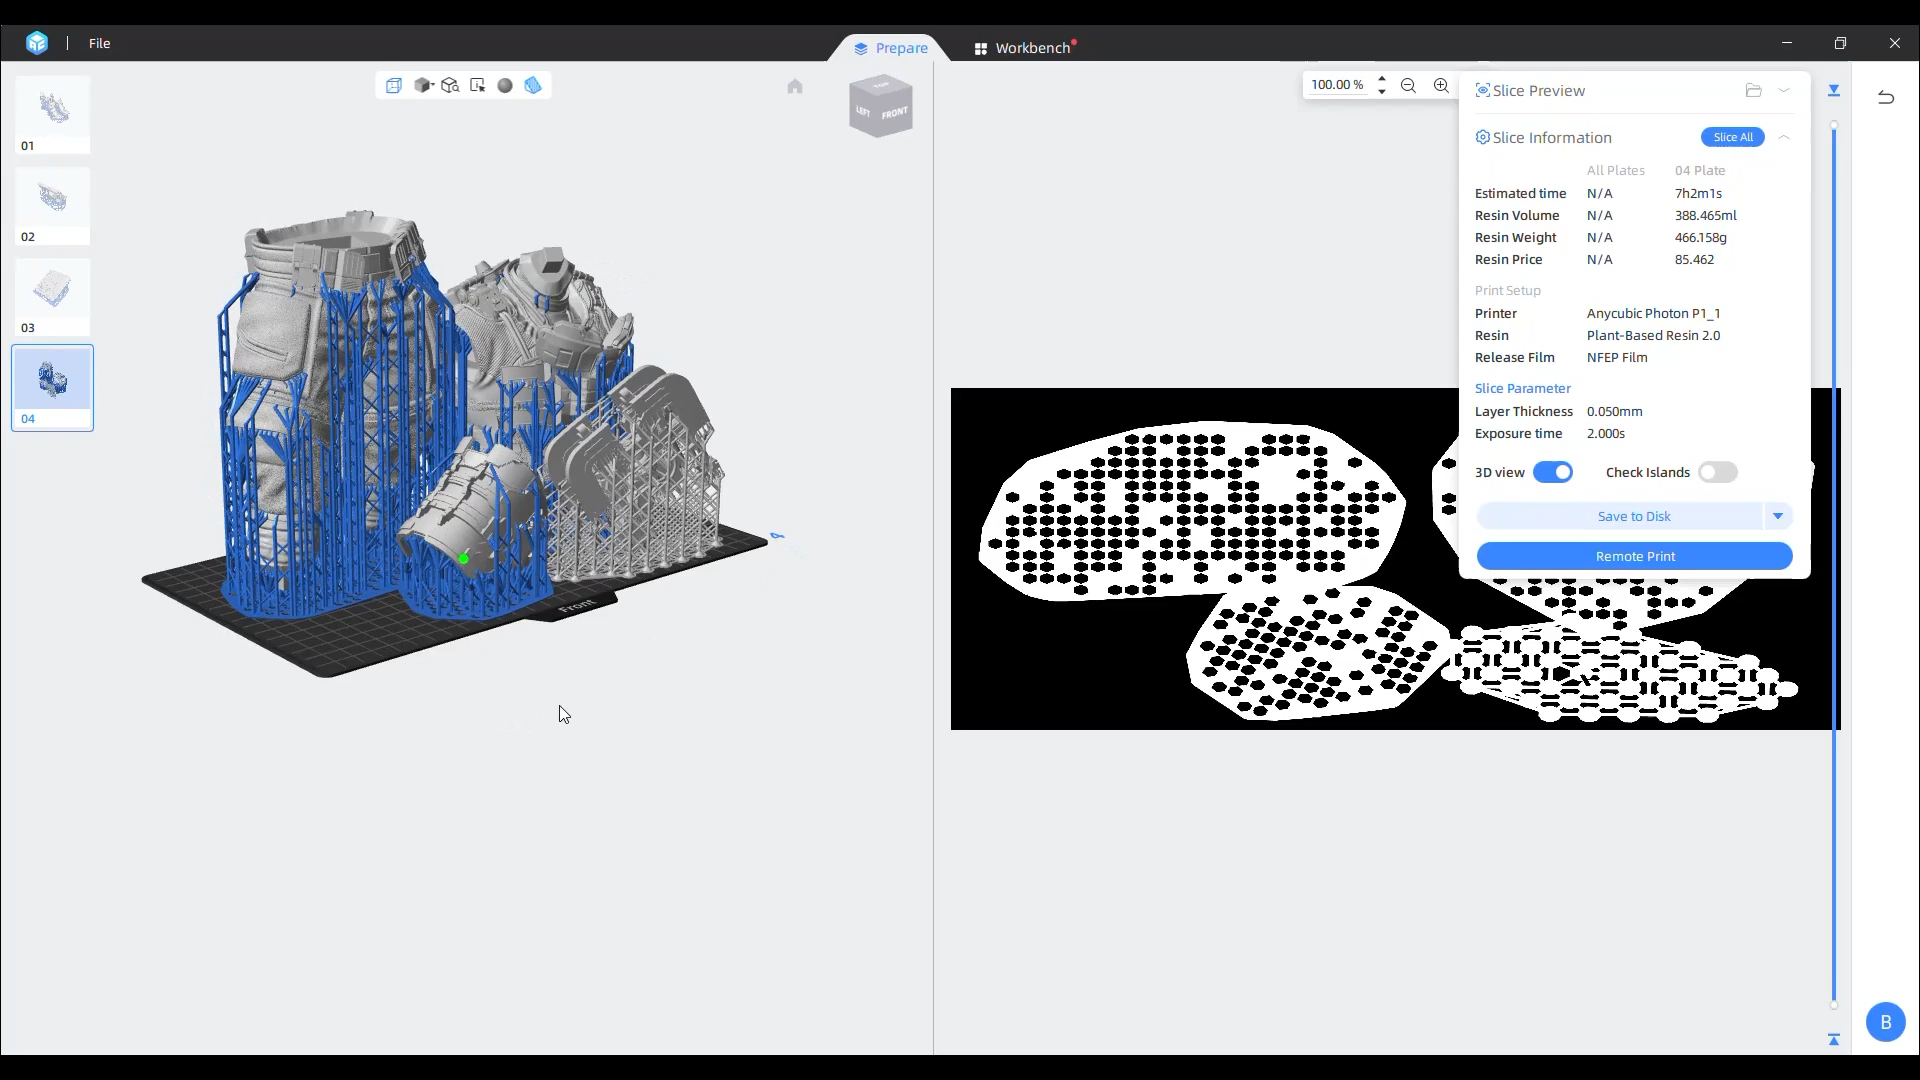 File
Prepare
Workbench
01
02
03
04
TOP
LEFT
FRONT
Front
100.00 %
Slice Preview
Slice Information
Slice All
All Plates 04 Plate
Estimated time N/A 7h2m1s
Resin Volume N/A 388.465ml
Resin Weight N/A 466.158g
Resin Price N/A 85.462
Print Setup
Printer Anycubic Photon P1_1
Resin Plant-Based Resin 2.0
Release Film NFEP Film
Slice Parameter
Layer Thickness 0.050mm
Exposure time 2.000s
3D view Check Islands
Save to Disk
Remote Print
B